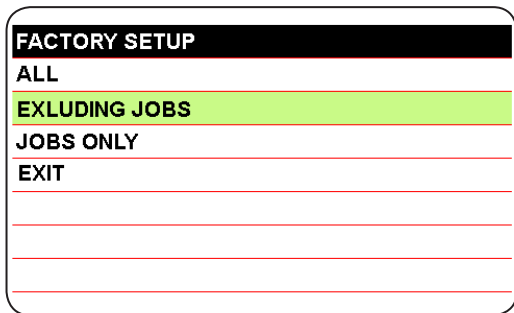 FACTORY SETUP
ALL
EXLUDING JOBS
JOBS ONLY
EXIT